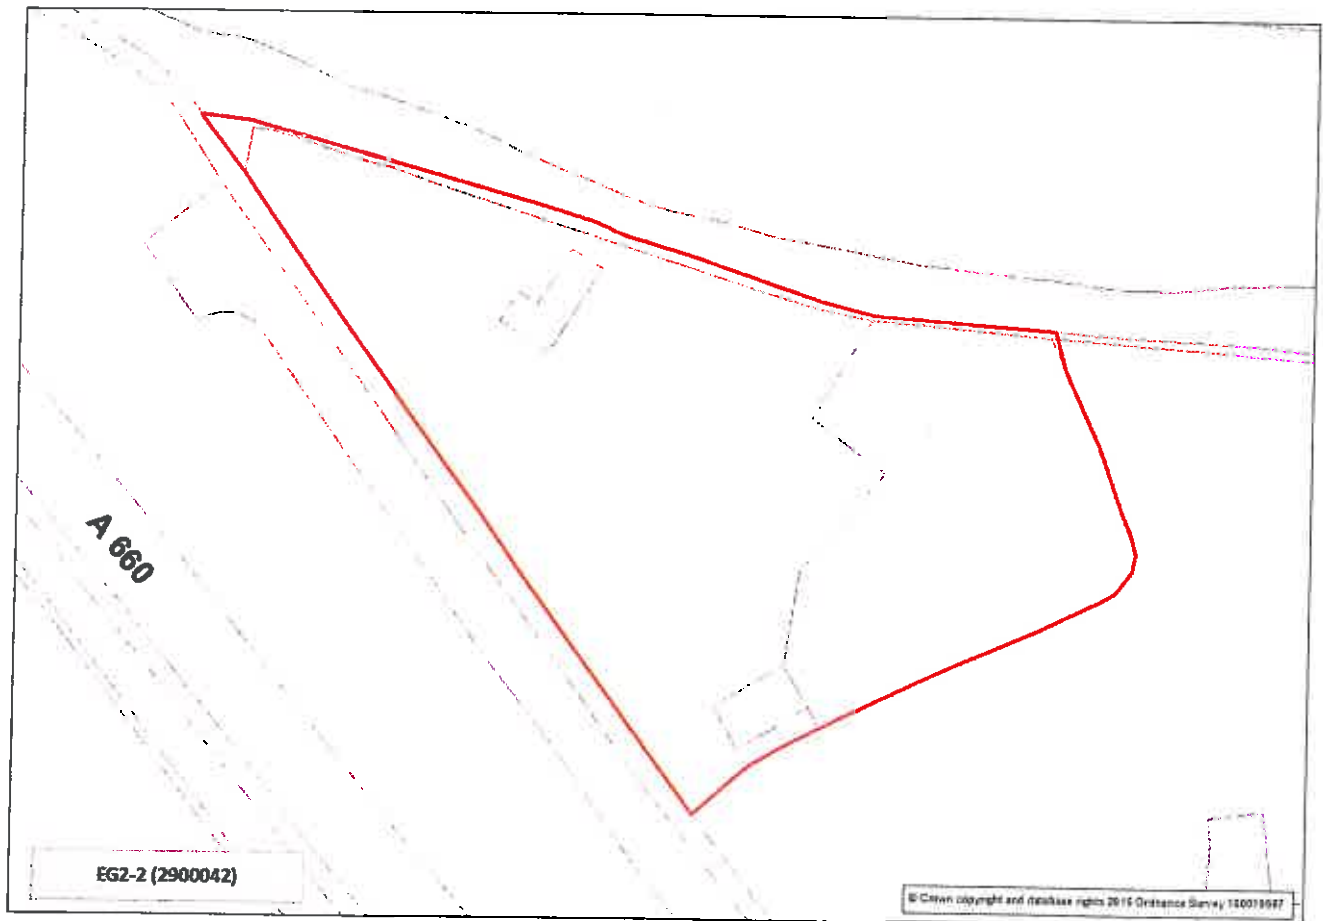 A 660
EG2-2 (2900042)
© Crown copyright and database rights 2015 Ordnance Survey